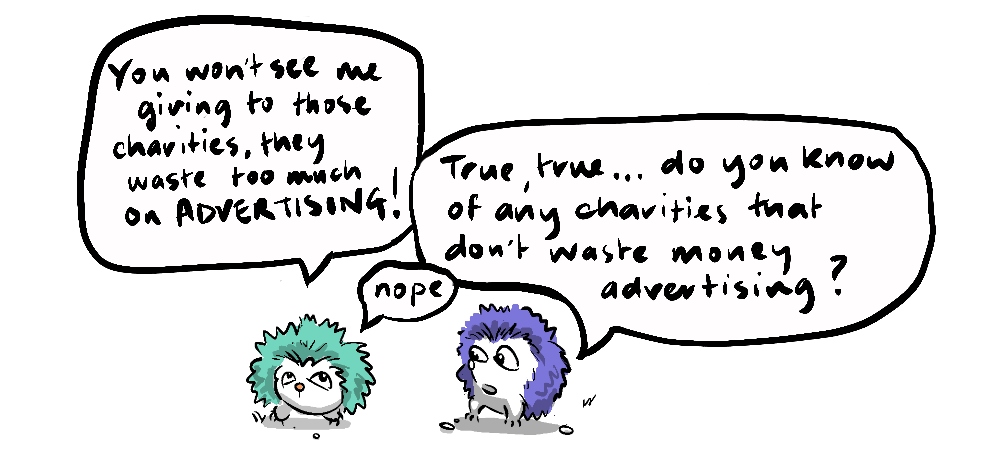 You won't see me
giving to those
charities, they
waste too much
on ADVERTISING!
True, true... do you know
of any charities that
don't waste money
advertising?
nope